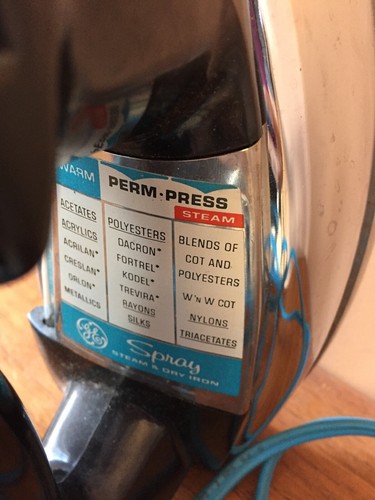 WARM
PERM-PRESS
STEAM
ACETATES
ACRYLICS
ACRILAN*
CRESLAN*
ORLON*
METALLICS
POLYESTERS
DACRON*
FORTREL*
KODEL*
TREVIRA*
RAYONS
SILKS
BLENDS OF
COT AND
POLYESTERS
W'n W COT
NYLONS
TRIACETATES
GE
Spray
STEAM & DRY IRON